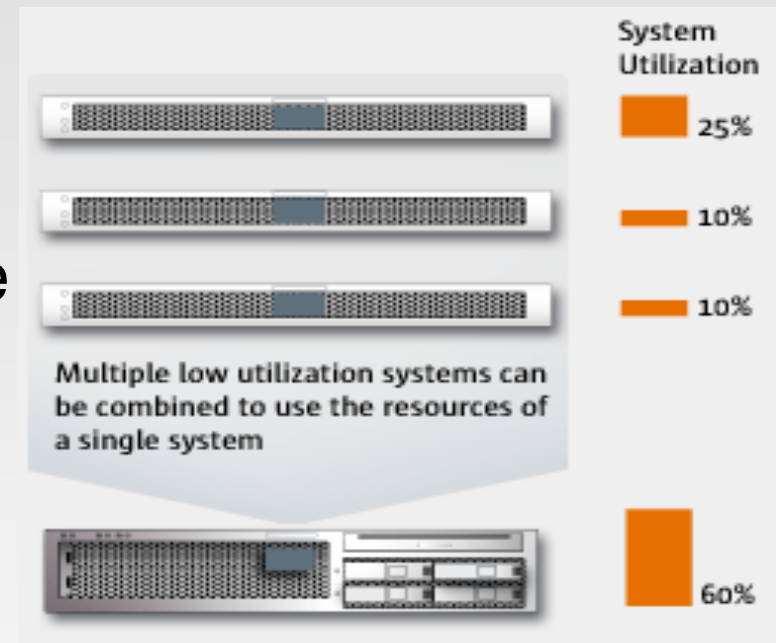 System
Utilization
25%
10%
e
10%
Multiple low utilization systems can
be combined to use the resources of
a single system
60%